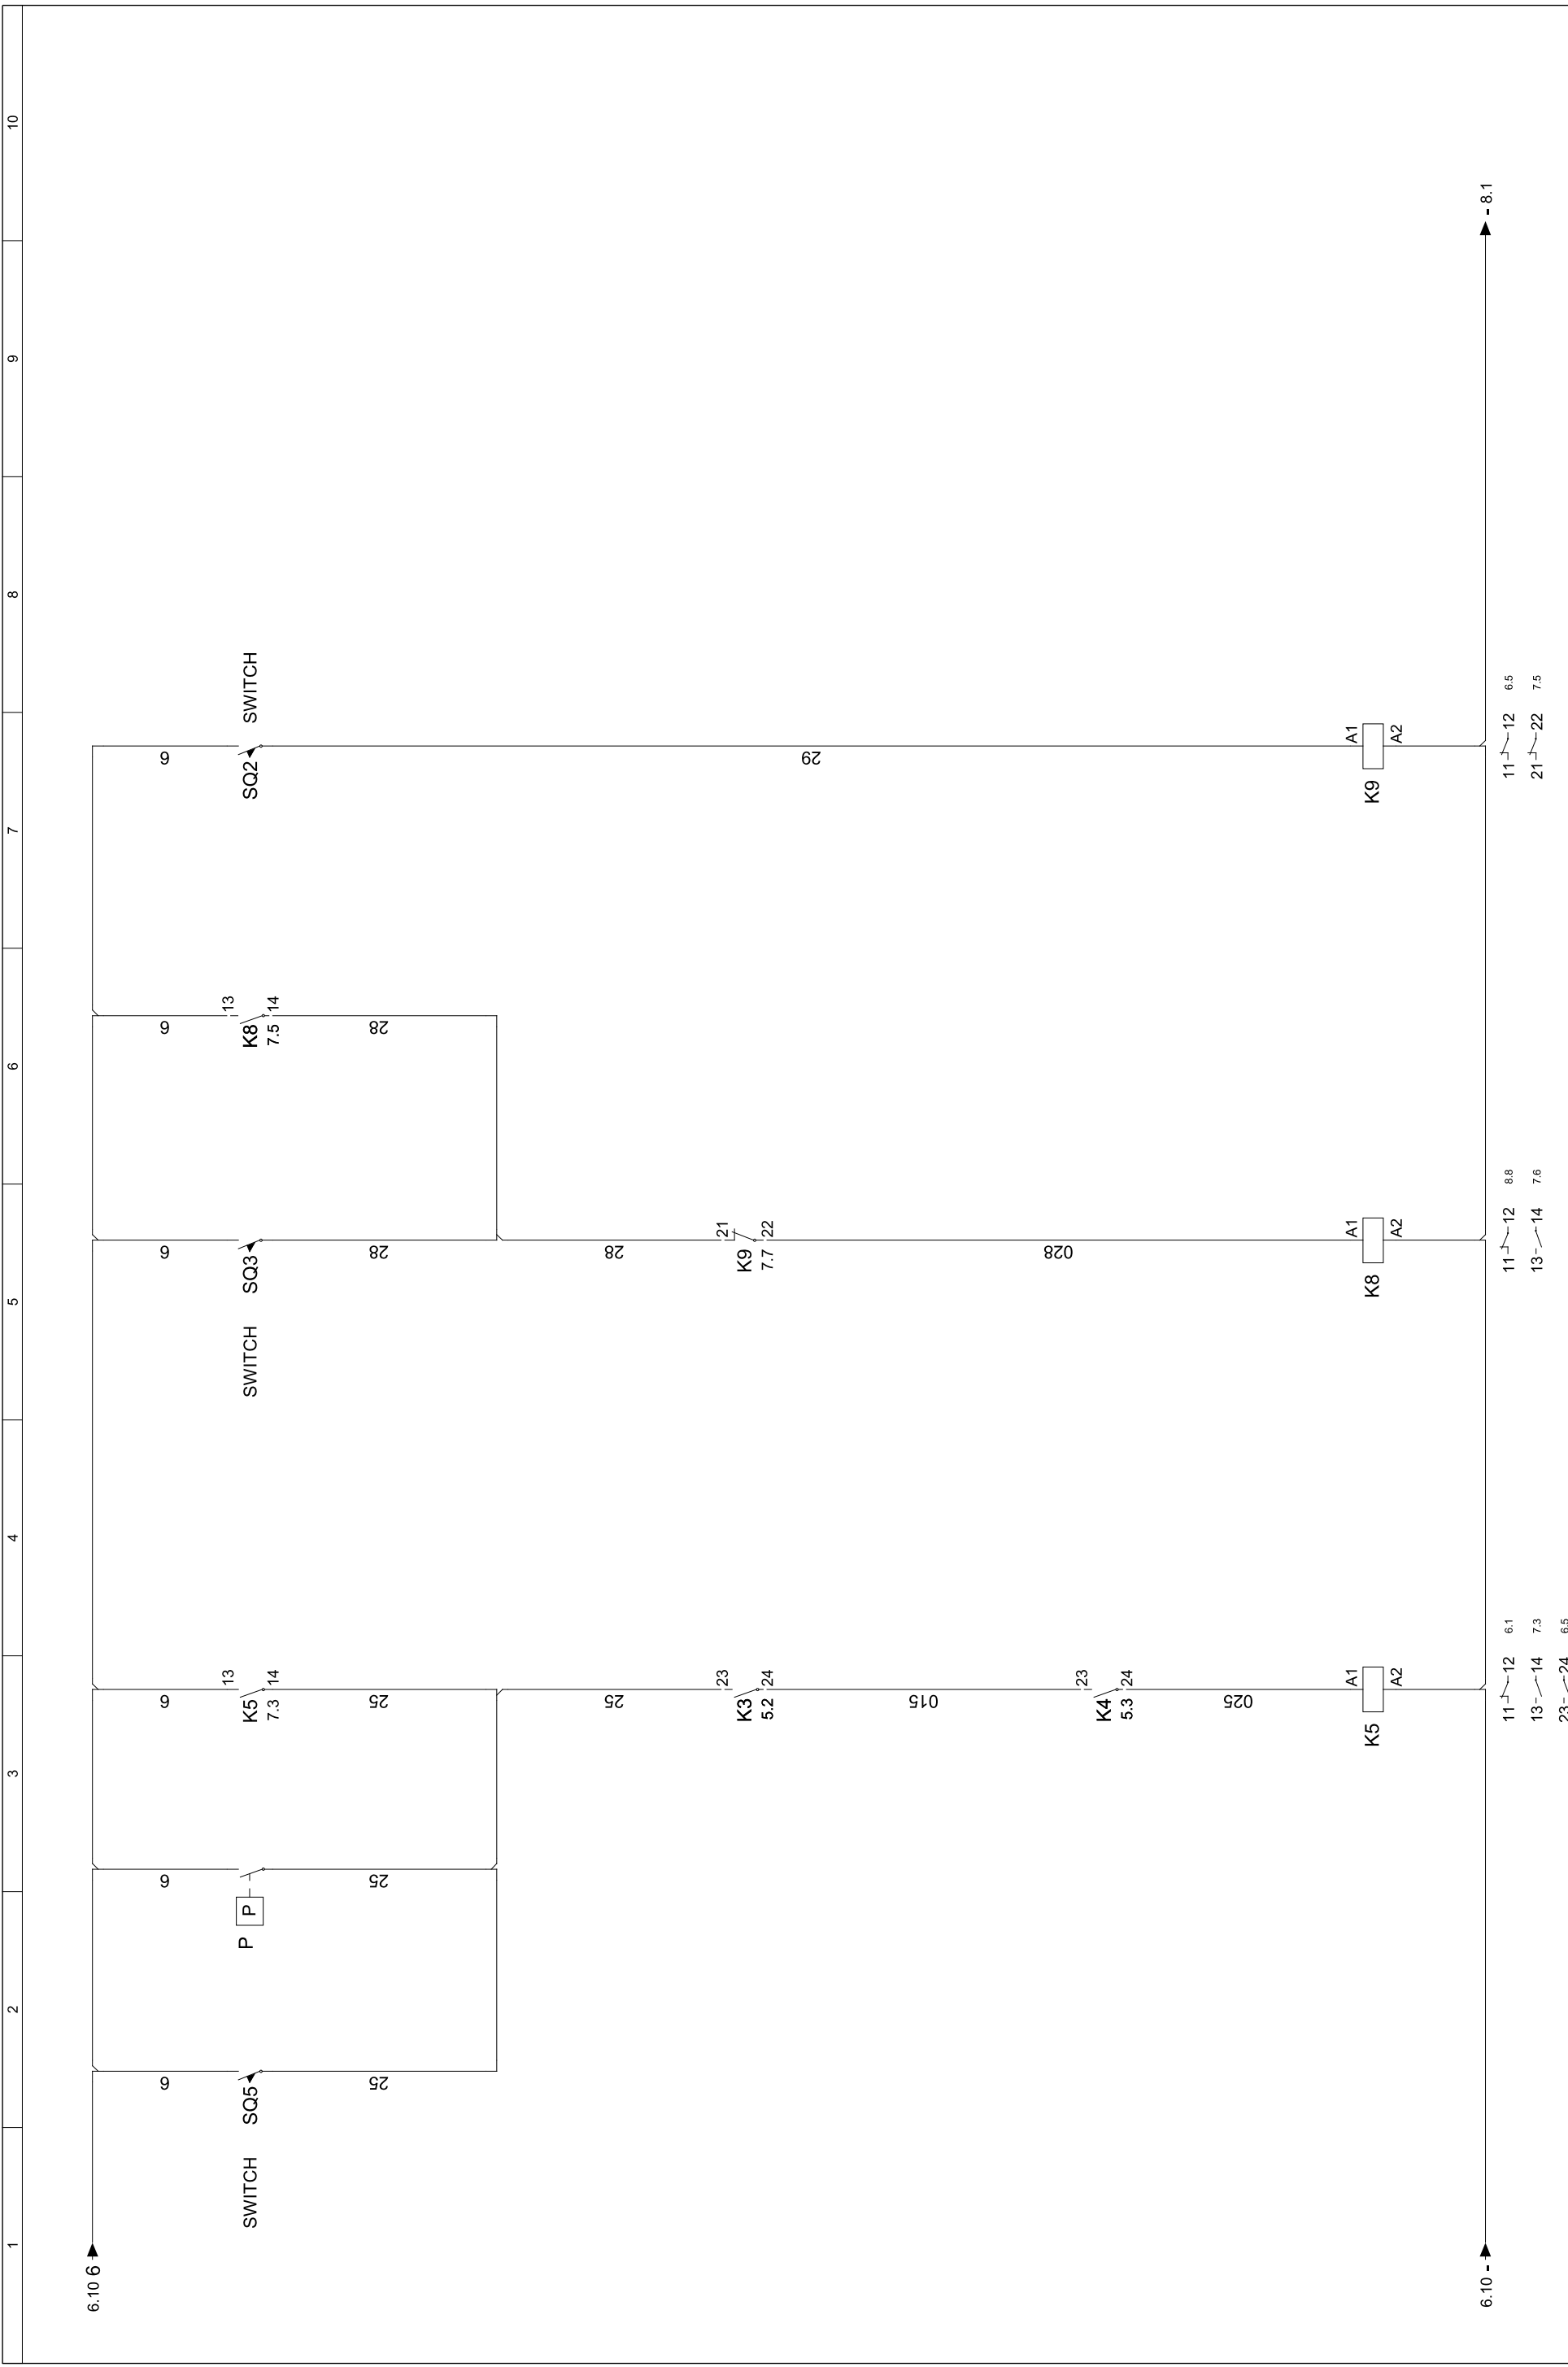 1 2 3 4 5 6 7 8 9 10
6.10 6
6 6 6 6 6 6
SWITCH SQ5
P P
K5 7.3 13 14
SWITCH SQ3
K8 7.5 13 14
SQ2 SWITCH
25 25 25 28 28
25 28
K3 5.2 23 24
K9 7.7 21 22
29
015 028
K4 5.3 23 24
025
K5 A1 A2
K8 A1 A2
K9 A1 A2
6.10 -
- 8.1
11 12 6.1
13 14 7.3
23 24 6.5
11 12 8.8
13 14 7.6
11 12 6.5
21 22 7.5